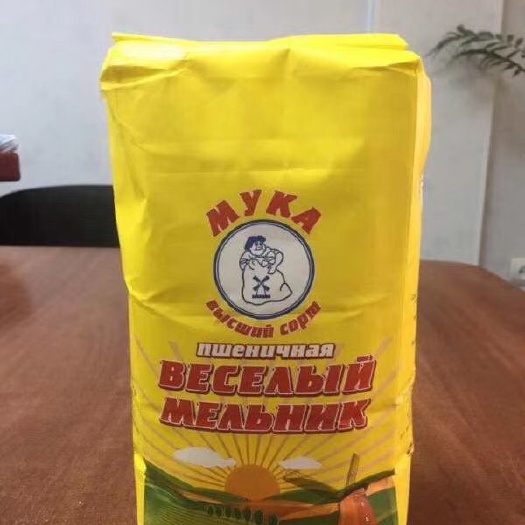 МУКА
высший сорт
пшеничная
ВЕСЕЛЫЙ
МЕЛЬНИК